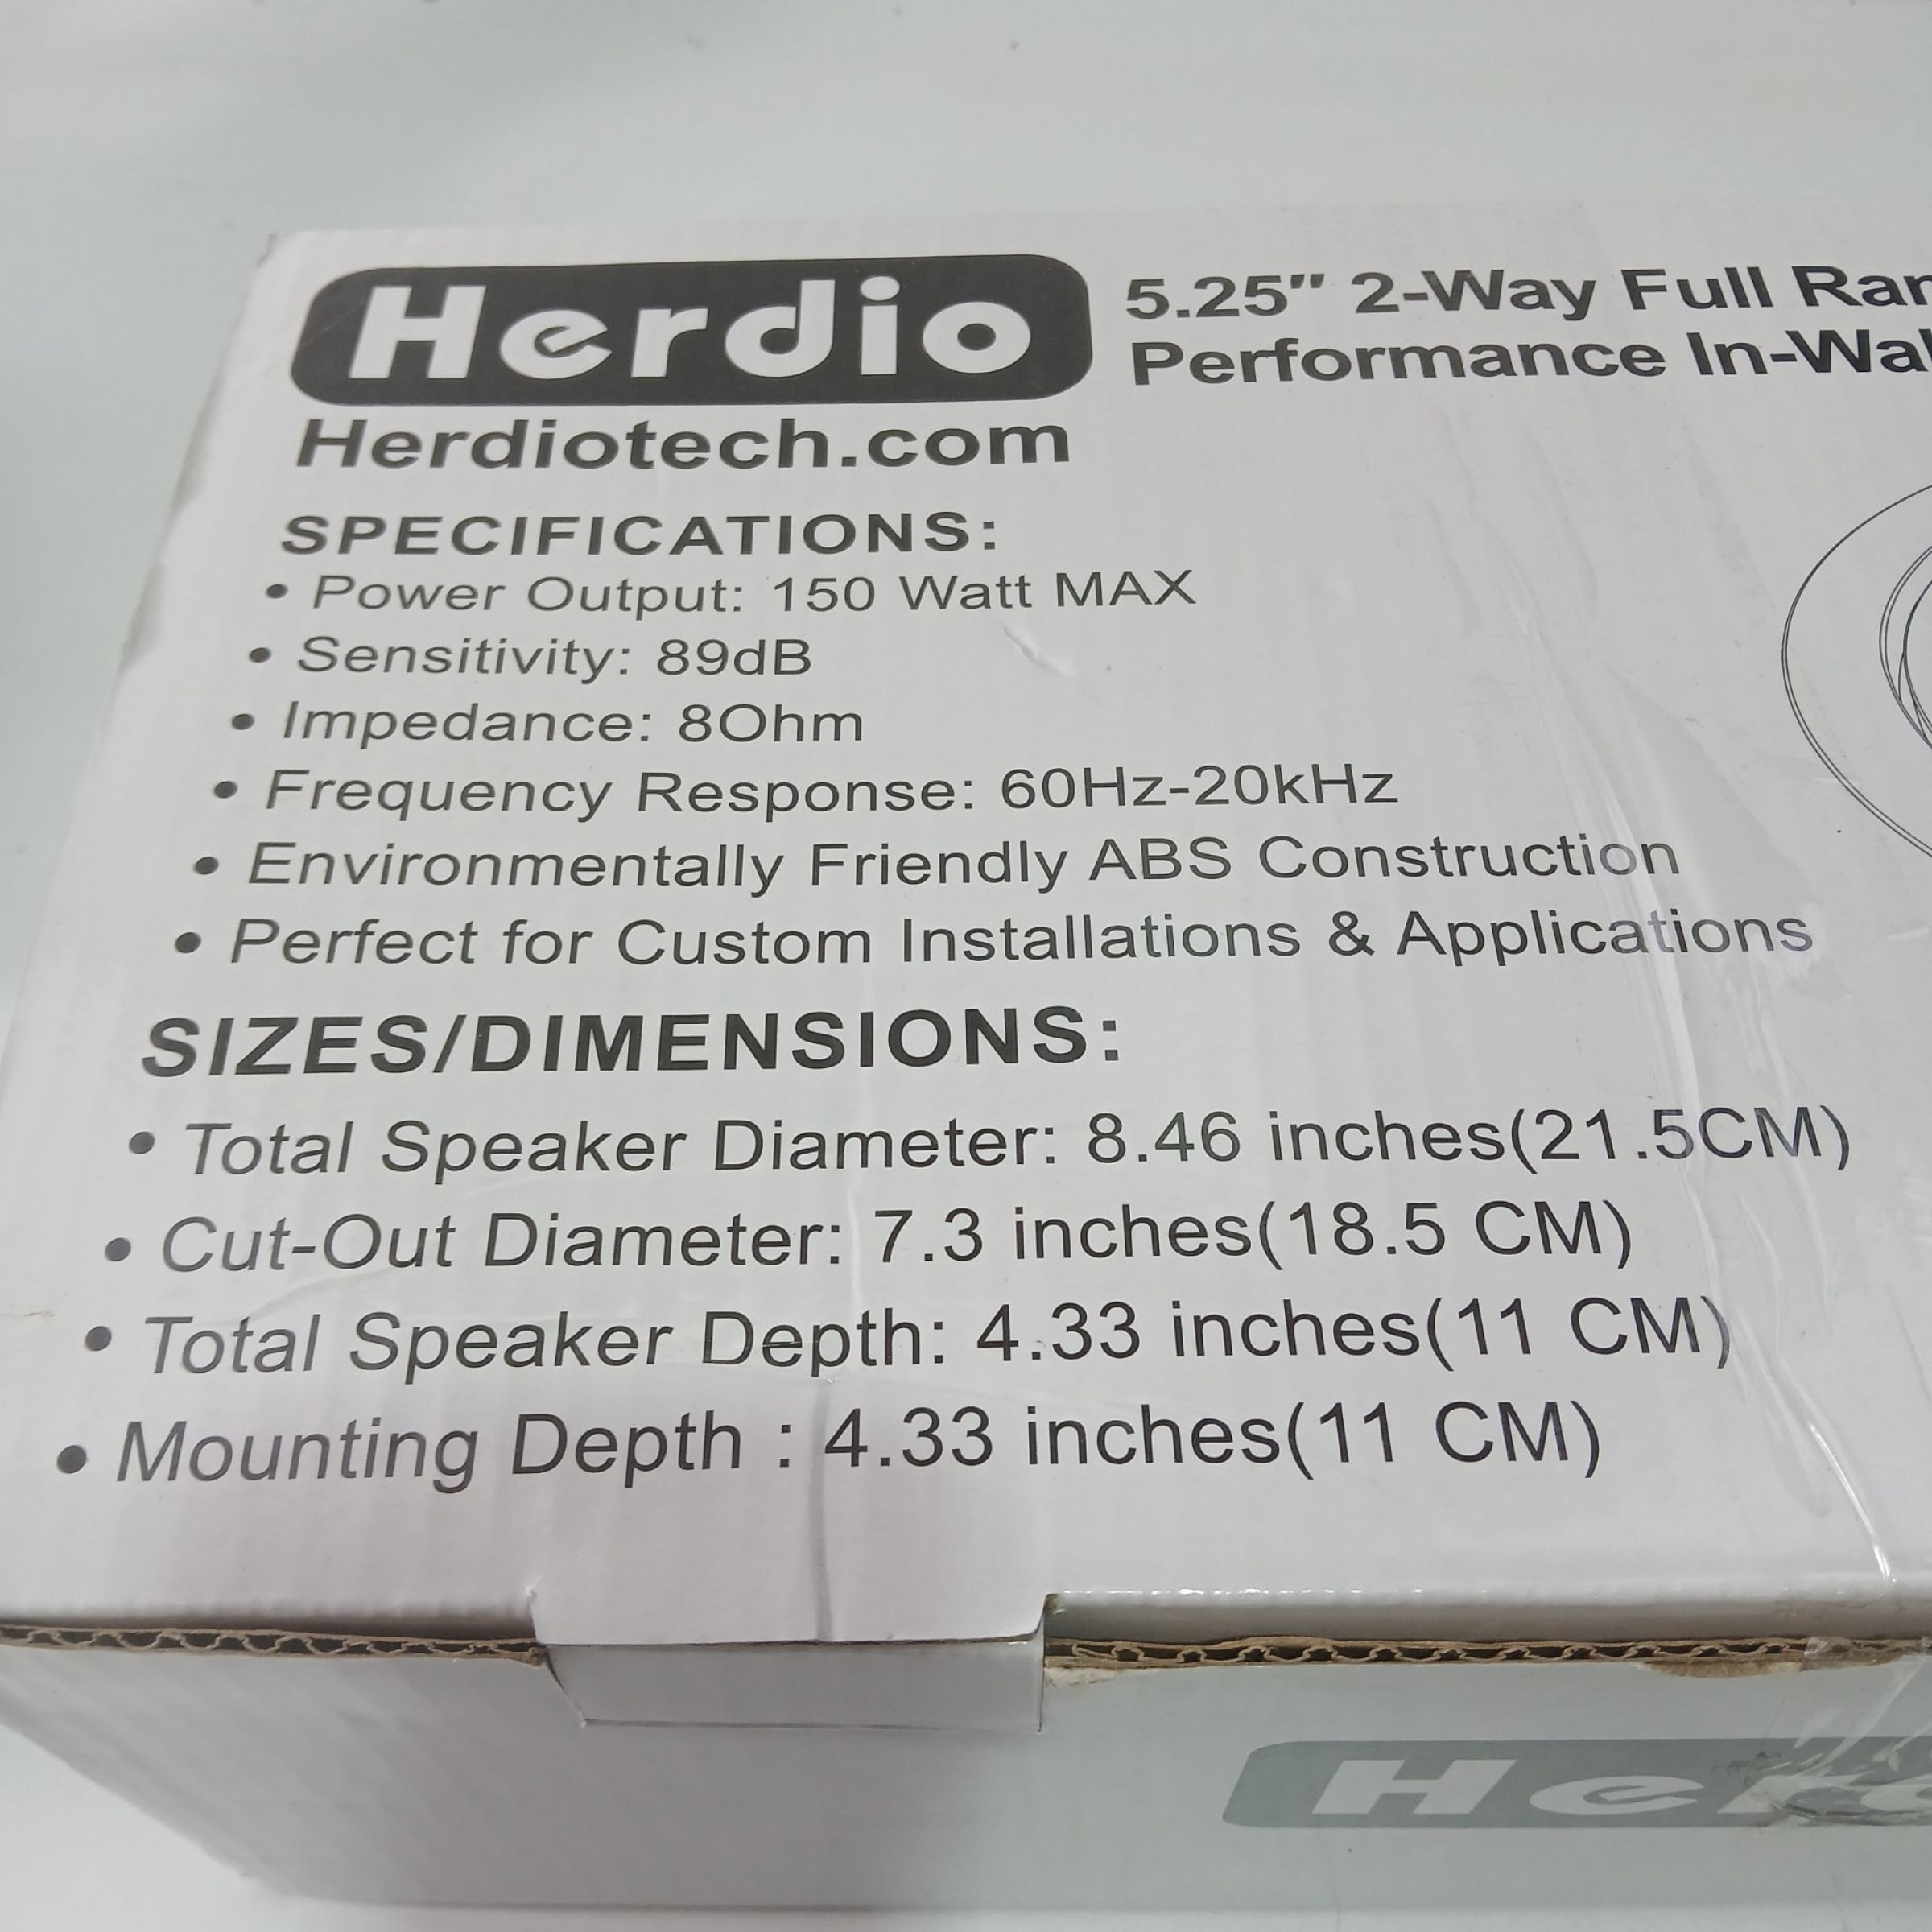 Herdio
5.25" 2-Way Full
Performance
Herdiotech.com
SPECIFICATIONS:
• Power Output: 150 Watt MAX
• Sensitivity: 89dB
• Impedance: 8Ohm
• Frequency Response: 60Hz-20kHz
• Environmentally Friendly ABS Construction
• Perfect for Custom Installations & Applications
SIZES/DIMENSIONS:
• Total Speaker Diameter: 8.46 inches(21.5CM)
• Cut-Out Diameter: 7.3 inches(18.5 CM)
• Total Speaker Depth: 4.33 inches(11 CM)
• Mounting Depth : 4.33 inches(11 CM)